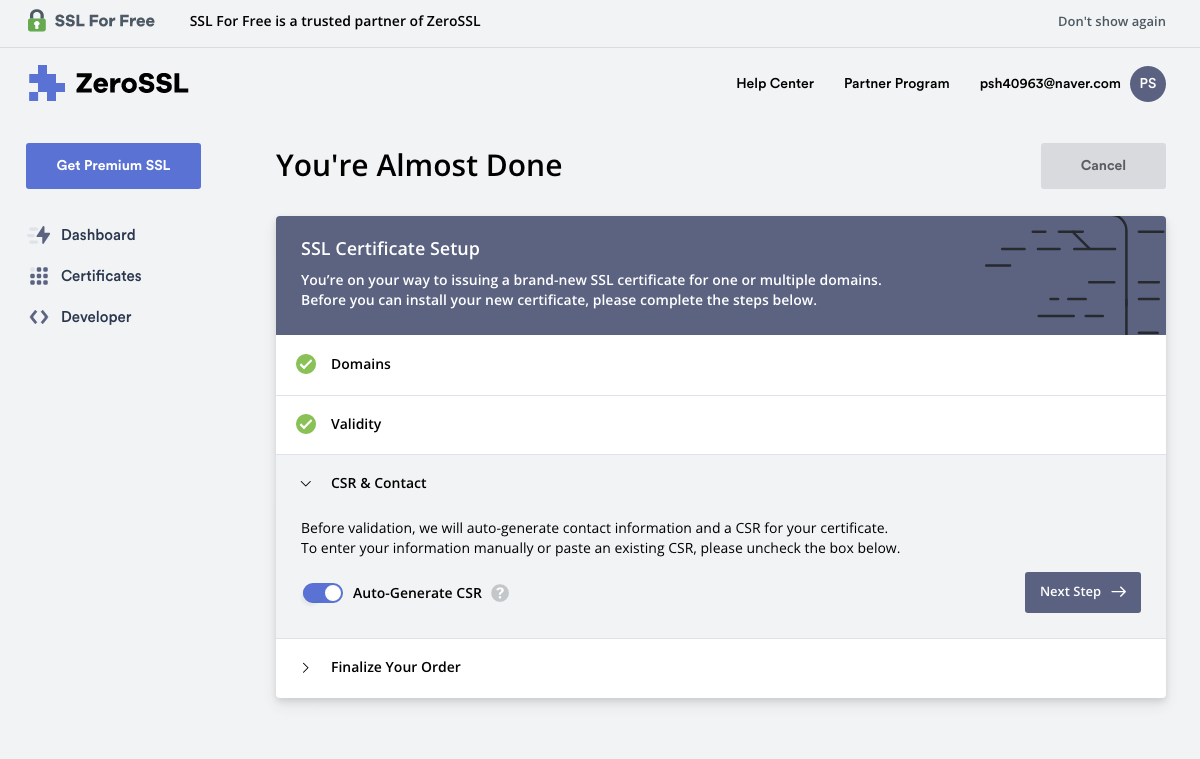 SSL For Free
SSL For Free is a trusted partner of ZeroSSL
Don't show again
ZeroSSL
Help Center
Partner Program
psh40963@naver.com
PS
Get Premium SSL
You're Almost Done
Cancel
Dashboard
Certificates
Developer
SSL Certificate Setup
You’re on your way to issuing a brand-new SSL certificate for one or multiple domains.
Before you can install your new certificate, please complete the steps below.
Domains
Validity
CSR & Contact
Before validation, we will auto-generate contact information and a CSR for your certificate.
To enter your information manually or paste an existing CSR, please uncheck the box below.
Auto-Generate CSR ?
Next Step
Finalize Your Order